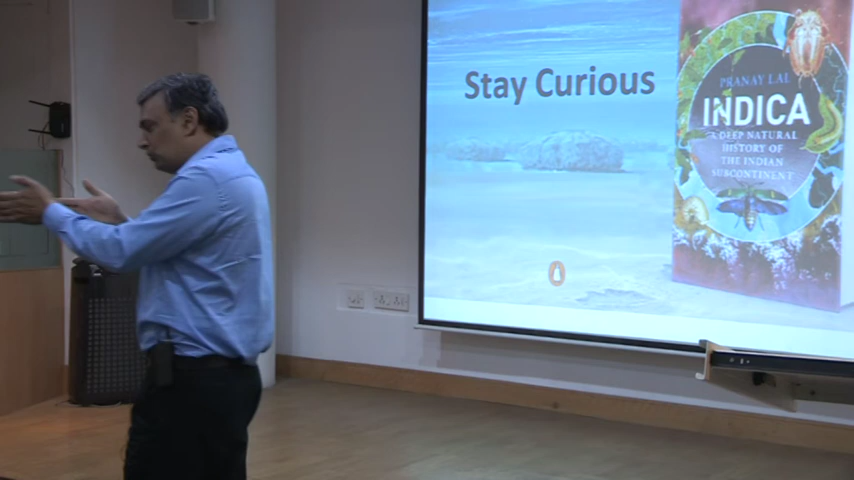 Stay Curious
PRANAY LAL
INDICA
A DEEP NATURAL
HISTORY OF
THE INDIAN
SUBCONTINENT